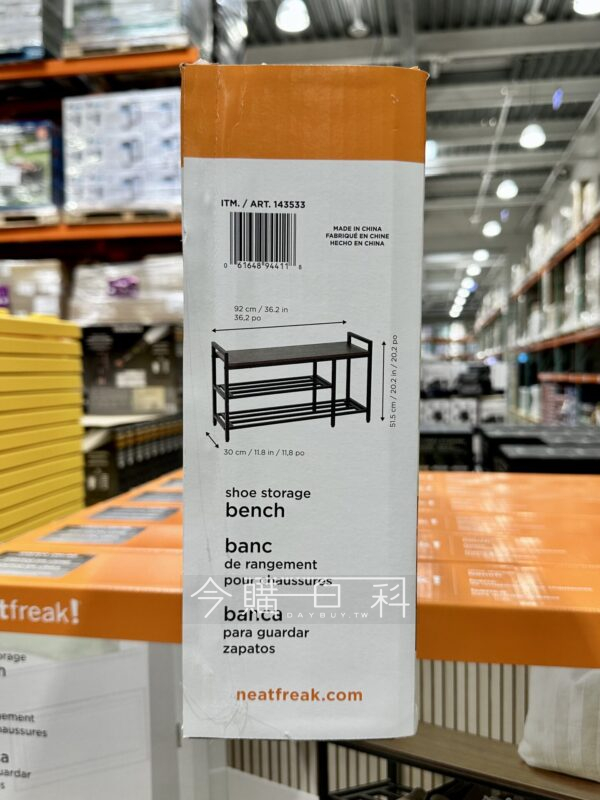 ITM. / ART. 143533
MADE IN CHINA
FABRIQUÉ EN CHINE
HECHO EN CHINA
0 61648 94411 8
92 cm / 36.2 in
36,2 po
51.5 cm / 20.2 in / 20,2 po
30 cm / 11.8 in / 11,8 po
shoe storage
bench
banc
de rangement
pour chaussures
今購百科
DAYBUY.TW
banca
para guardar
zapatos
neatfreak.com
tfreak!